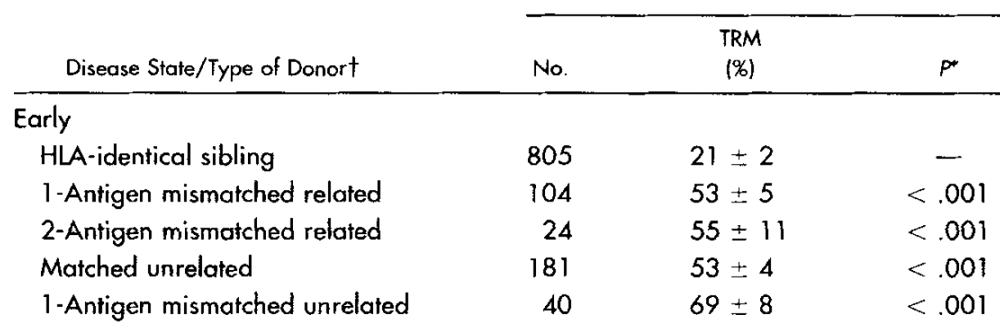 TRM
Disease State/Type of Donor† No. (%) P*
Early
HLA-identical sibling 805 21 ± 2 —
1-Antigen mismatched related 104 53 ± 5 < .001
2-Antigen mismatched related 24 55 ± 11 < .001
Matched unrelated 181 53 ± 4 < .001
1-Antigen mismatched unrelated 40 69 ± 8 < .001